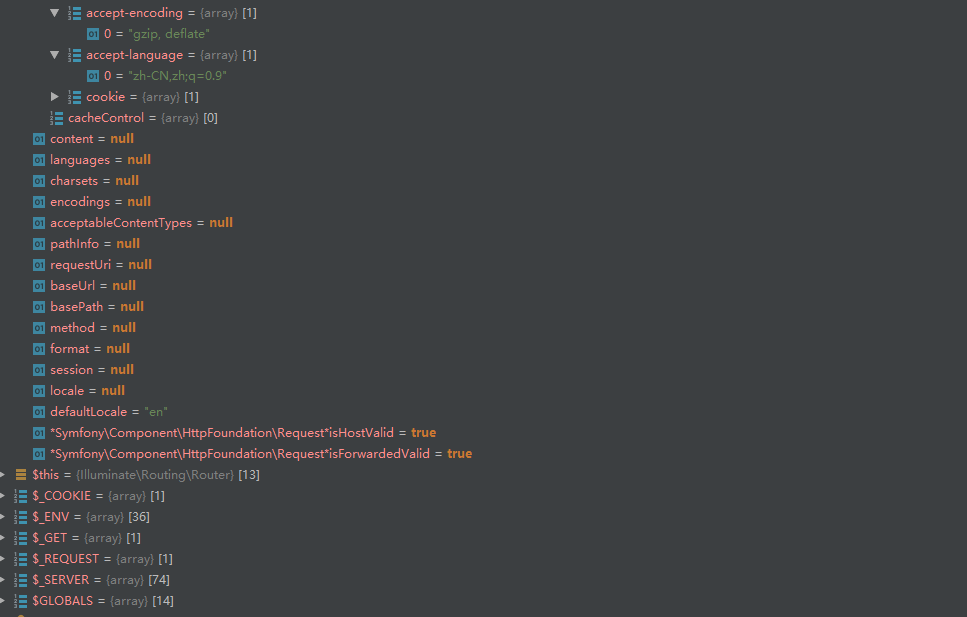 accept-encoding = {array} [1]
0 = "gzip, deflate"
accept-language = {array} [1]
0 = "zh-CN,zh;q=0.9"
cookie = {array} [1]
cacheControl = {array} [0]
content = null
languages = null
charsets = null
encodings = null
acceptableContentTypes = null
pathInfo = null
requestUri = null
baseUrl = null
basePath = null
method = null
format = null
session = null
locale = null
defaultLocale = "en"
*Symfony\Component\HttpFoundation\Request*isHostValid = true
*Symfony\Component\HttpFoundation\Request*isForwardedValid = true
$this = {Illuminate\Routing\Router} [13]
$_COOKIE = {array} [1]
$_ENV = {array} [36]
$_GET = {array} [1]
$_REQUEST = {array} [1]
$_SERVER = {array} [74]
$GLOBALS = {array} [14]